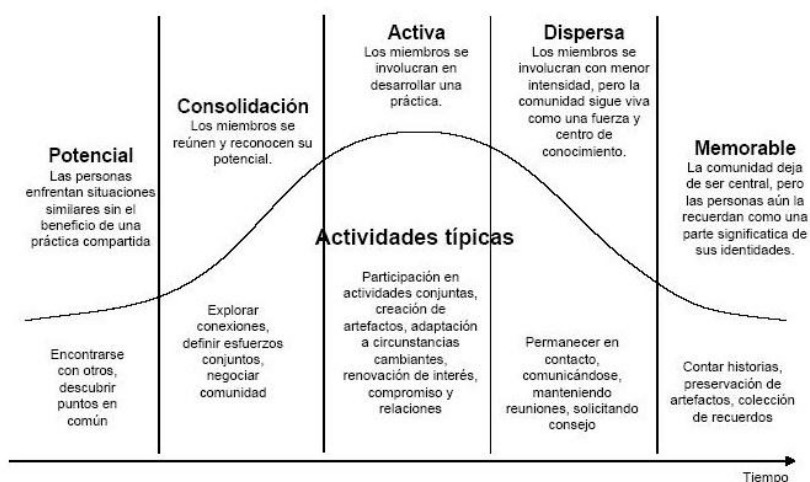 Potencial
Las personas
enfrentan situaciones
similares sin el
beneficio de una
práctica compartida
Consolidación
Los miembros se
reúnen y reconocen su
potencial.
Activa
Los miembros se
involucran en
desarrollar una
práctica.
Dispersa
Los miembros se
involucran con menor
intensidad, pero la
comunidad sigue viva
como una fuerza y
centro de
conocimiento.
Memorable
La comunidad deja
de ser central, pero
las personas aún la
recuerdan como una
parte significatica de
sus identidades.
Actividades típicas
Encontrarse
con otros,
descubrir
puntos en
común
Explorar
conexiones,
definir esfuerzos
conjuntos,
negociar
comunidad
Participación en
actividades conjuntas,
creación de
artefactos, adaptación
a circunstancias
cambiantes,
renovación de interés,
compromiso y
relaciones
Permanecer en
contacto,
comunicándose,
manteniendo
reuniones, solicitando
consejo
Contar historias,
preservación de
artefactos, colección
de recuerdos
Tiempo